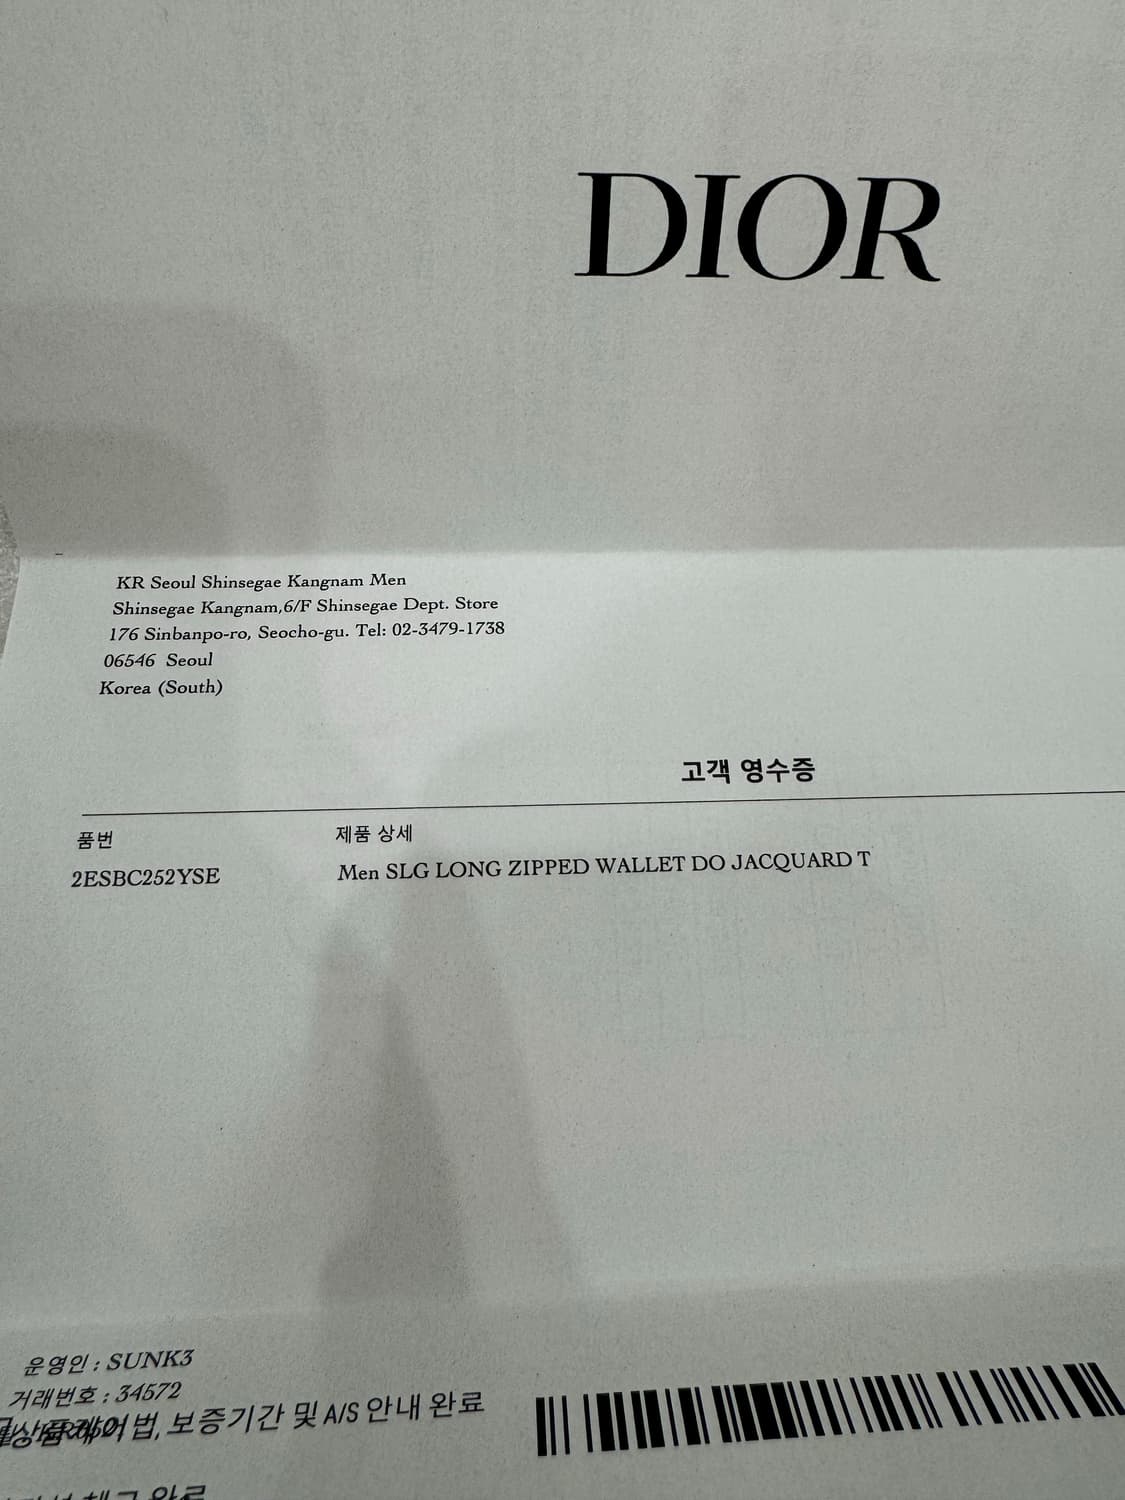 DIOR
KR Seoul Shinsegae Kangnam Men
Shinsegae Kangnam,6/F Shinsegae Dept. Store
176 Sinbanpo-ro, Seocho-gu. Tel: 02-3479-1738
06546 Seoul
Korea (South)
고객 영수증
품번 제품 상세
2ESBC252YSE Men SLG LONG ZIPPED WALLET DO JACQUARD T
운영인 : SUNK3
거래번호 : 34572
보증기간 및 A/S 안내 완료
완료